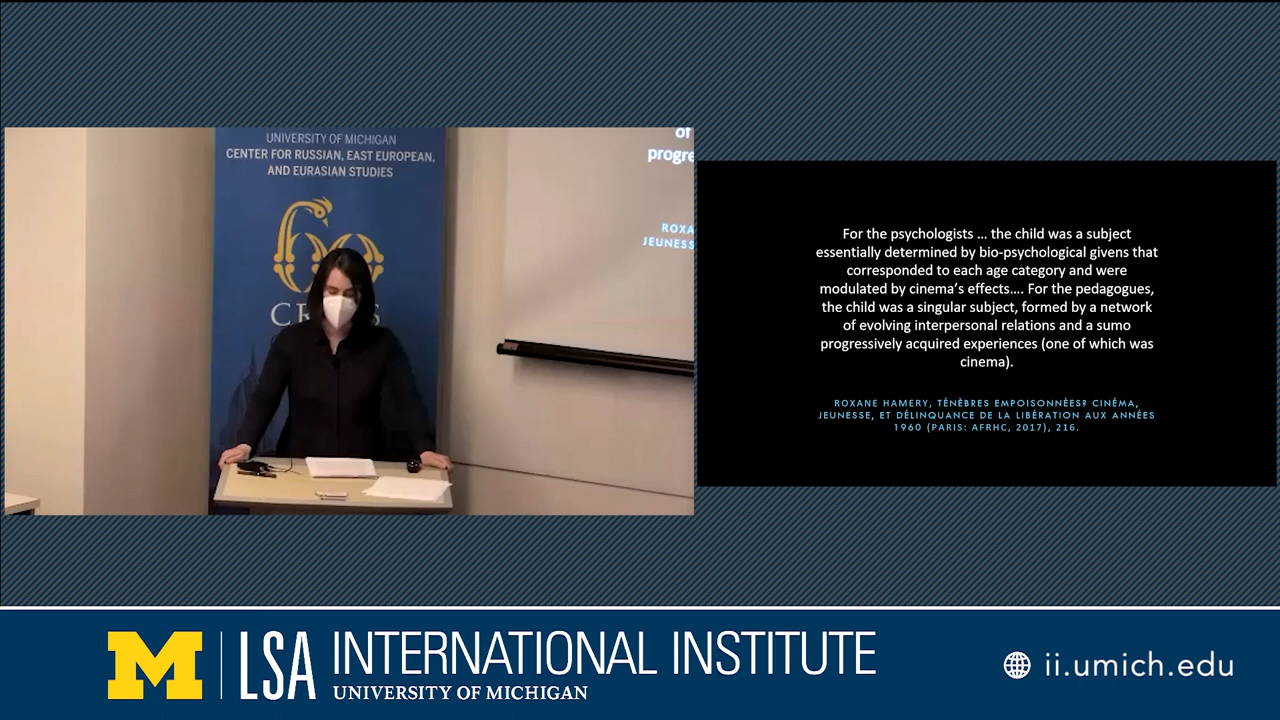 UNIVERSITY OF MICHIGAN
CENTER FOR RUSSIAN, EAST EUROPEAN,
AND EURASIAN STUDIES
60
of
progre
ROXA
JEUNESS
For the psychologists ... the child was a subject
essentially determined by bio-psychological givens that
corresponded to each age category and were
modulated by cinema's effects.... For the pedagogues,
the child was a singular subject, formed by a network
of evolving interpersonal relations and a sumo
progressively acquired experiences (one of which was
cinema).
ROXANE HAMERY, TÉNÈBRES EMPOISONNÉES? CINÉMA,
JEUNESSE, ET DÉLINQUANCE DE LA LIBÉRATION AUX ANNÉES
1960 (PARIS: AFRHC, 2017), 216.
M LSA INTERNATIONAL INSTITUTE
UNIVERSITY OF MICHIGAN
ii.umich.edu